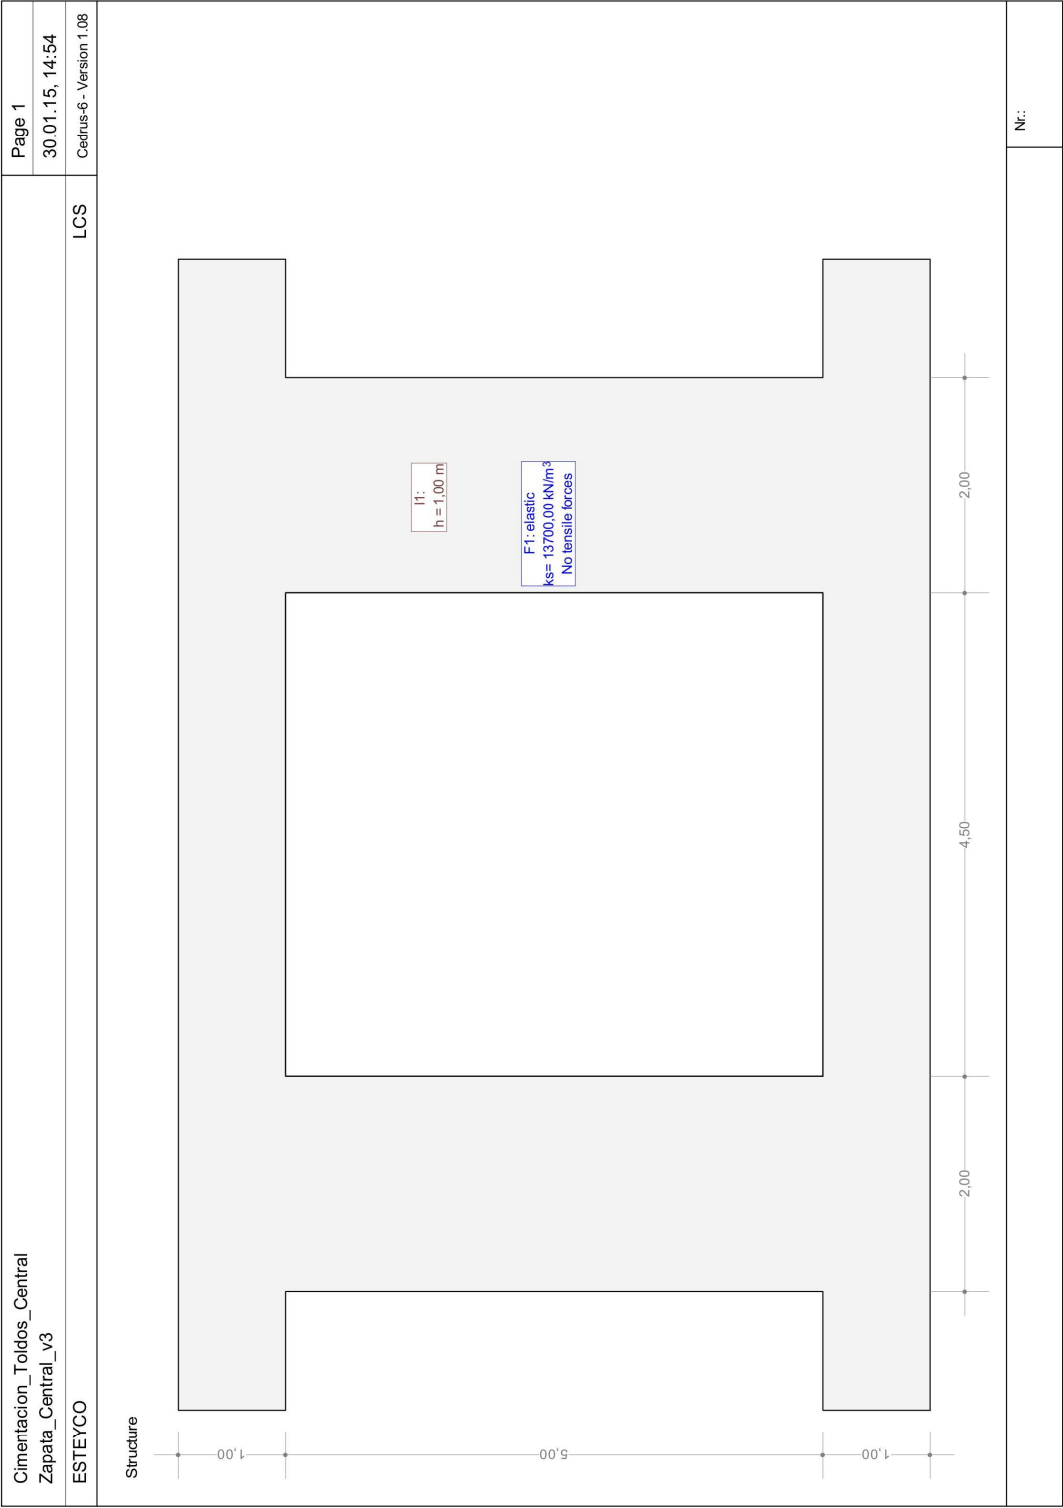 Cimentacion_Toldos_Central
Page 1
Zapata_Central_v3
30.01.15, 14:54
ESTEYCO
LCS
Cedrus-6 - Version 1.08
Structure
1,00
5,00
1,00
I1:
h = 1,00 m
F1: elastic
ks= 13700,00 kN/m³
No tensile forces
2,00
4,50
2,00
Nr.: